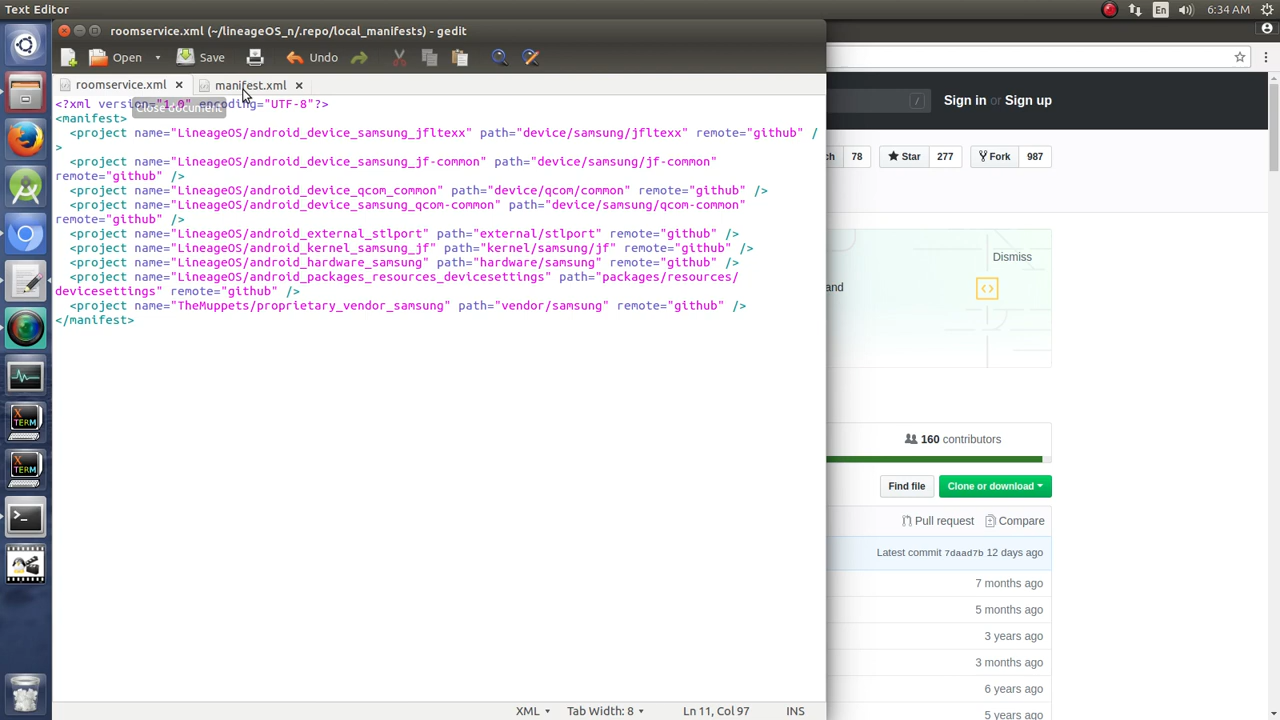 Text Editor
En
6:34 AM
roomservice.xml (~/lineageOS_n/.repo/local_manifests) - gedit
Open
Save
Undo
roomservice.xml
manifest.xml
Close document
<?xml version="1.0" encoding="UTF-8"?>
<manifest>
<project name="LineageOS/android_device_samsung_jfltexx" path="device/samsung/jfltexx" remote="github" /
>
<project name="LineageOS/android_device_samsung_jf-common" path="device/samsung/jf-common"
remote="github" />
<project name="LineageOS/android_device_qcom_common" path="device/qcom/common" remote="github" />
<project name="LineageOS/android_device_samsung_qcom-common" path="device/samsung/qcom-common"
remote="github" />
<project name="LineageOS/android_external_stlport" path="external/stlport" remote="github" />
<project name="LineageOS/android_kernel_samsung_jf" path="kernel/samsung/jf" remote="github" />
<project name="LineageOS/android_hardware_samsung" path="hardware/samsung" remote="github" />
<project name="LineageOS/android_packages_resources_devicesettings" path="packages/resources/
devicesettings" remote="github" />
<project name="TheMuppets/proprietary_vendor_samsung" path="vendor/samsung" remote="github" />
</manifest>
XML
Tab Width: 8
Ln 11, Col 97
INS
/
Sign in or Sign up
ch 78
Star 277
Fork 987
Dismiss
and
160 contributors
Find file
Clone or download
Pull request
Compare
Latest commit 7daad7b 12 days ago
7 months ago
5 months ago
3 years ago
3 months ago
6 years ago
5 years ago
X TERM
X TERM